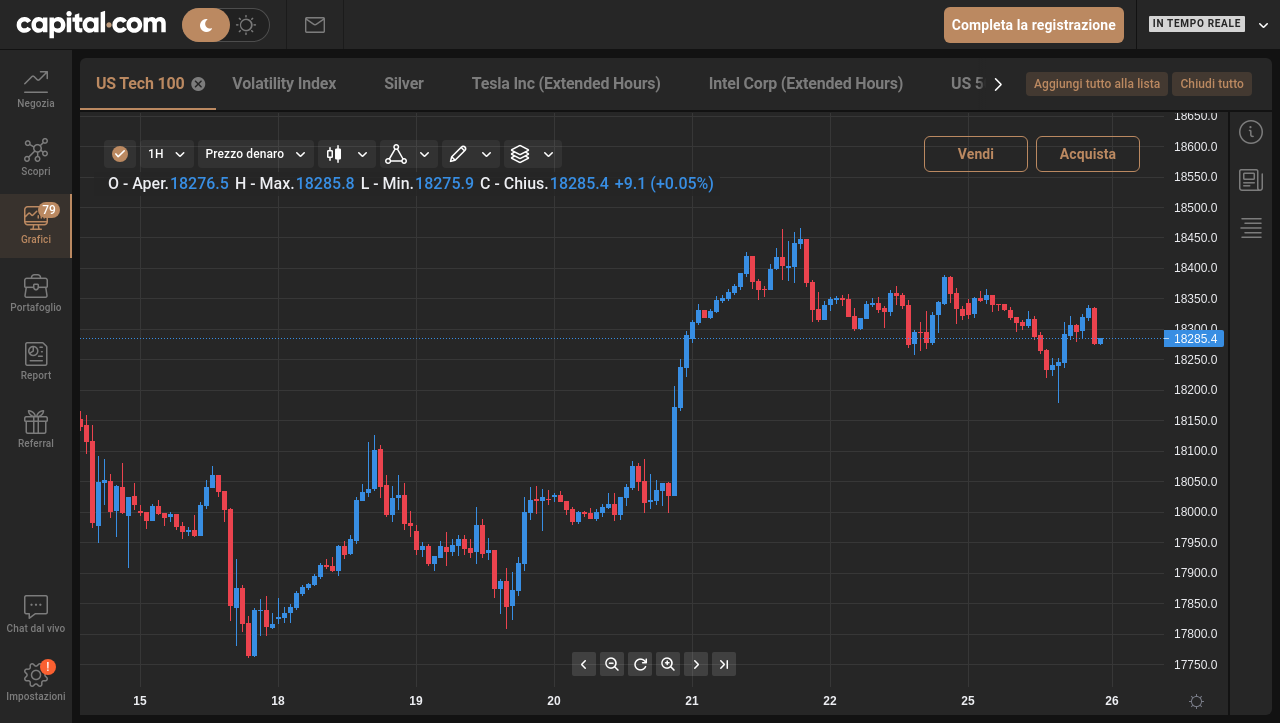 capital.com
Completa la registrazione
IN TEMPO REALE
Negozia
Scopri
79
Grafici
Portafoglio
Report
Referral
Chat dal vivo
!
Impostazioni
US Tech 100
Volatility Index
Silver
Tesla Inc (Extended Hours)
Intel Corp (Extended Hours)
US 5
Aggiungi tutto alla lista
Chiudi tutto
1H
Prezzo denaro
Vendi
Acquista
O - Aper.18276.5 H - Max.18285.8 L - Min.18275.9 C - Chius.18285.4 +9.1 (+0.05%)
18650.0
18600.0
18550.0
18500.0
18450.0
18400.0
18350.0
18300.0
18285.4
18250.0
18200.0
18150.0
18100.0
18050.0
18000.0
17950.0
17900.0
17850.0
17800.0
17750.0
15 18 19 20 21 22 25 26